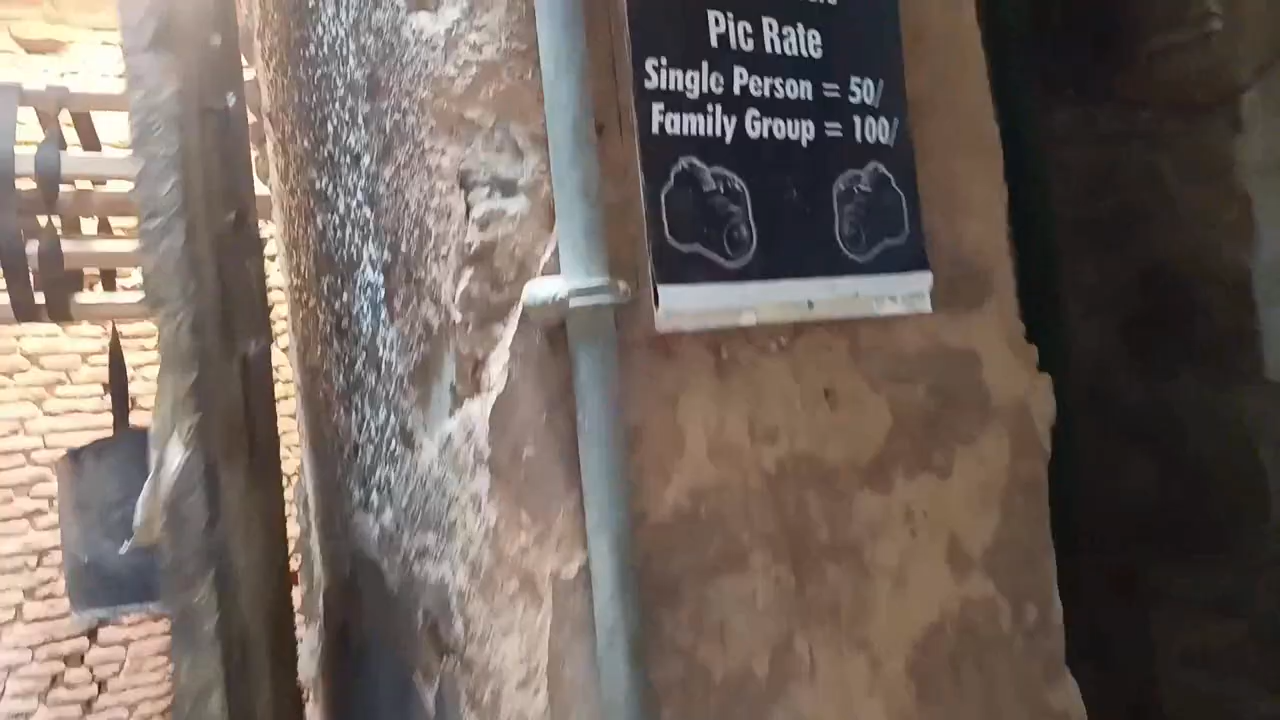 Pic Rate
Single Person = 50/
Family Group = 100/